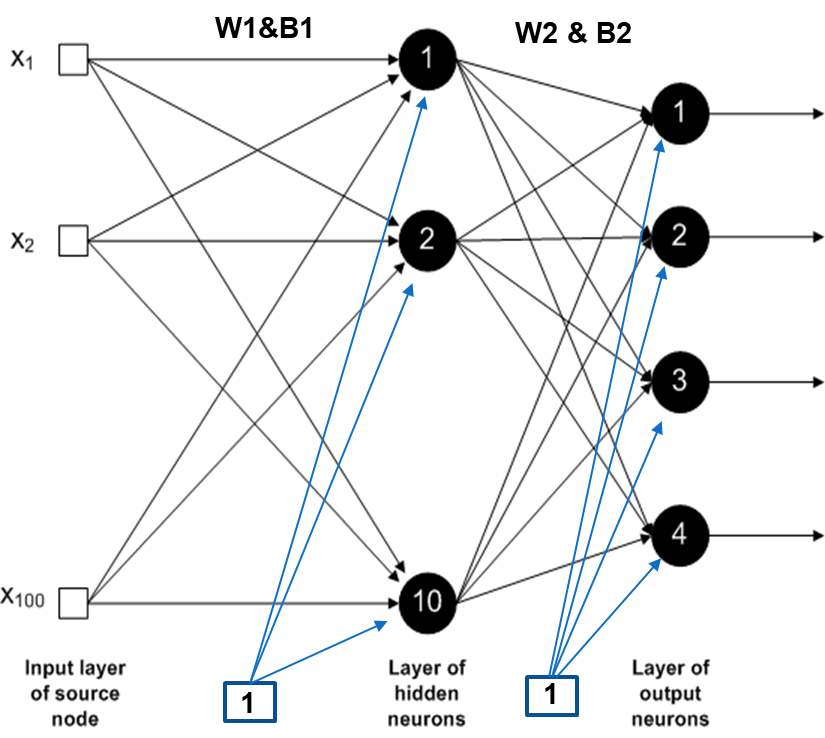 W1&B1
W2 & B2
x1
1
1
x2
2
2
3
4
x100
10
Input layer
of source
node
Layer of
hidden
neurons
Layer of
output
neurons
1
1